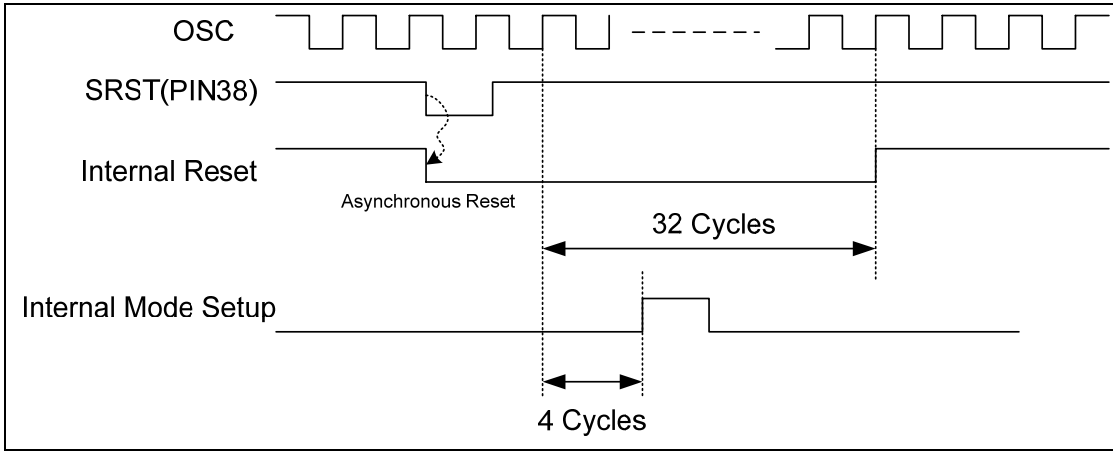 OSC
SRST(PIN38)
Internal Reset
Asynchronous Reset
32 Cycles
Internal Mode Setup
4 Cycles